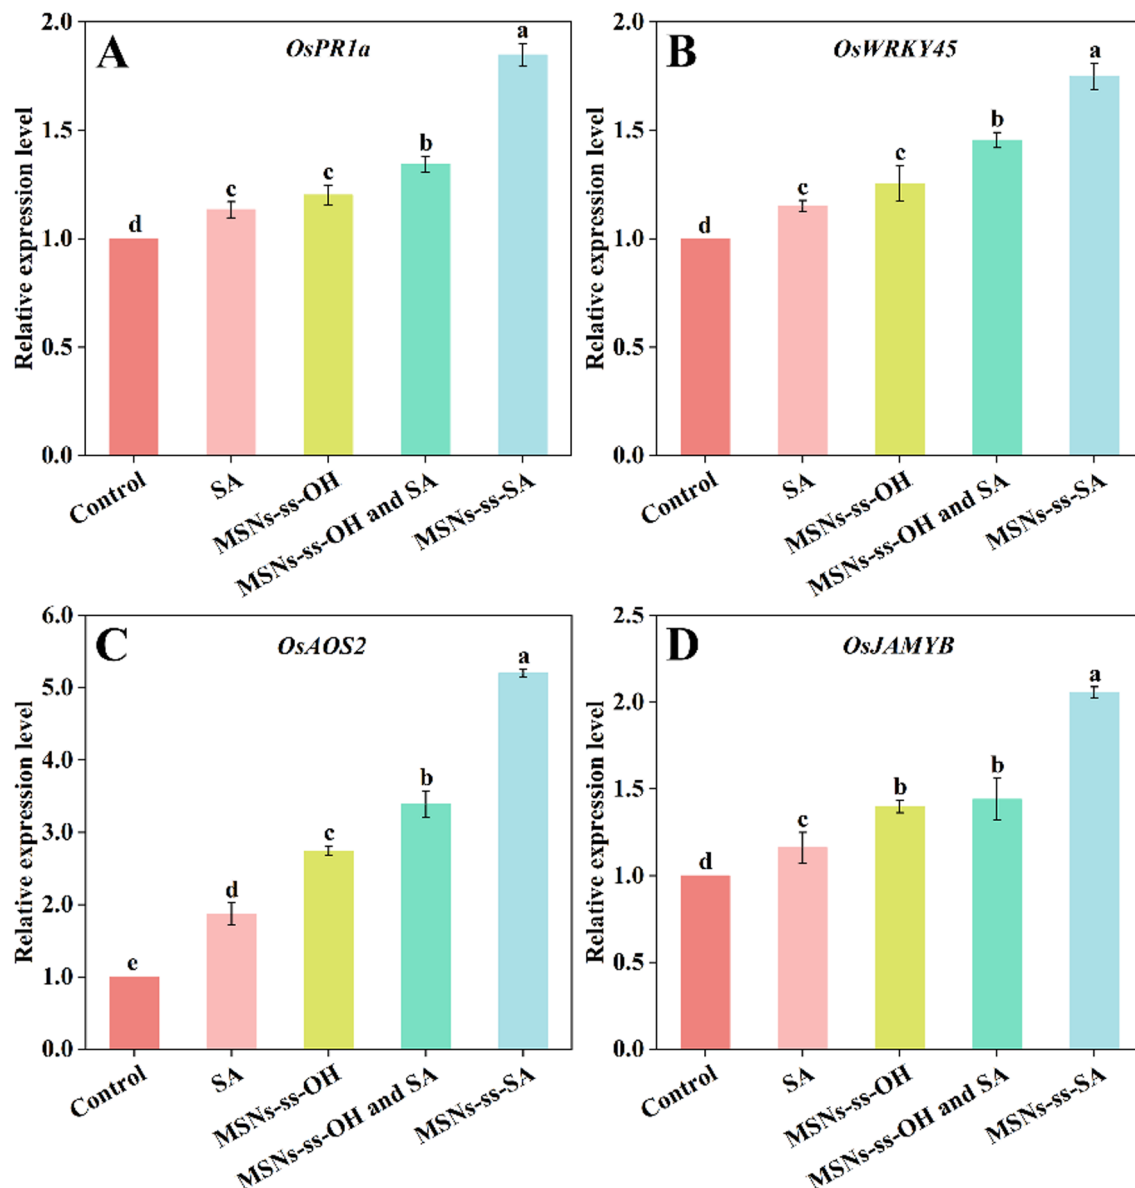 A
OsPR1a
Relative expression level
2.0
1.5
1.0
0.5
0.0
d
c
c
b
a
Control
SA
MSNs-ss-OH
MSNs-ss-OH and SA
MSNs-ss-SA
B
OsWRKY45
Relative expression level
2.0
1.5
1.0
0.5
0.0
d
c
c
b
a
Control
SA
MSNs-ss-OH
MSNs-ss-OH and SA
MSNs-ss-SA
C
OsAOS2
Relative expression level
6.0
5.0
4.0
3.0
2.0
1.0
0.0
e
d
c
b
a
Control
SA
MSNs-ss-OH
MSNs-ss-OH and SA
MSNs-ss-SA
D
OsJAMYB
Relative expression level
2.5
2.0
1.5
1.0
0.5
0.0
d
c
b
b
a
Control
SA
MSNs-ss-OH
MSNs-ss-OH and SA
MSNs-ss-SA